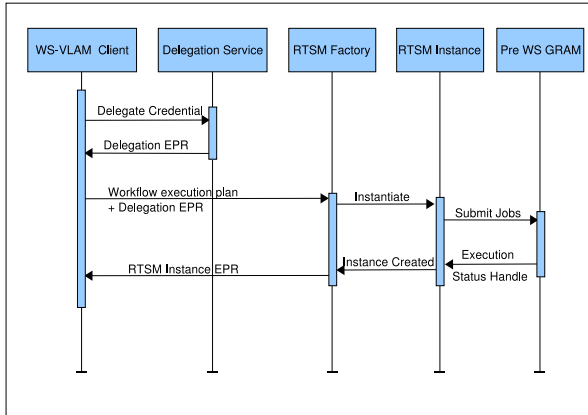 WS-VLAM Client
Delegation Service
RTSM Factory
RTSM Instance
Pre WS GRAM
Delegate Credential
Delegation EPR
Workflow execution plan
+ Delegation EPR
Instantiate
Submit Jobs
Execution
Status Handle
Instance Created
RTSM Instance EPR